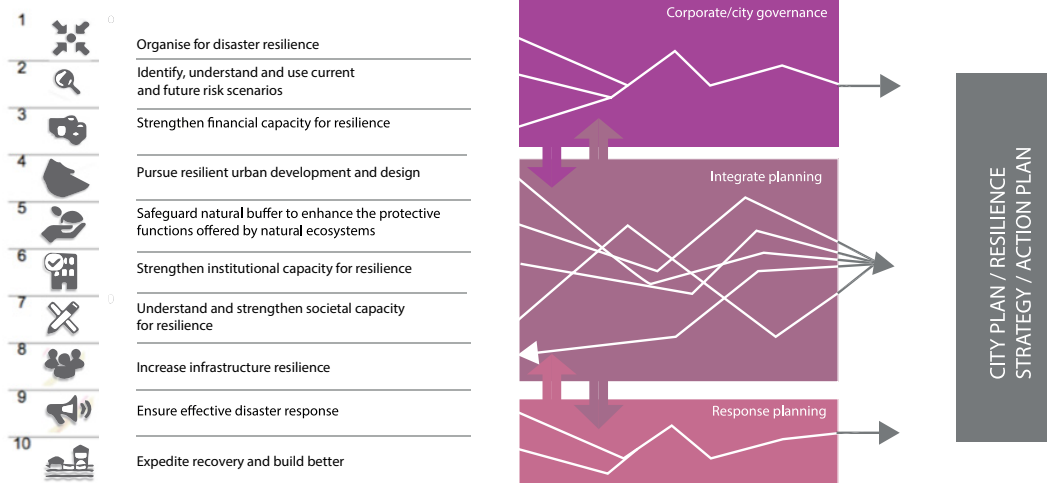 1
Organise for disaster resilience
2
Identify, understand and use current
and future risk scenarios
3
Strengthen financial capacity for resilience
4
Pursue resilient urban development and design
5
Safeguard natural buffer to enhance the protective
functions offered by natural ecosystems
6
Strengthen institutional capacity for resilience
7
Understand and strengthen societal capacity
for resilience
8
Increase infrastructure resilience
9
Ensure effective disaster response
10
Expedite recovery and build better
Corporate/city governance
Integrate planning
Response planning
CITY PLAN / RESILIENCE
STRATEGY / ACTION PLAN